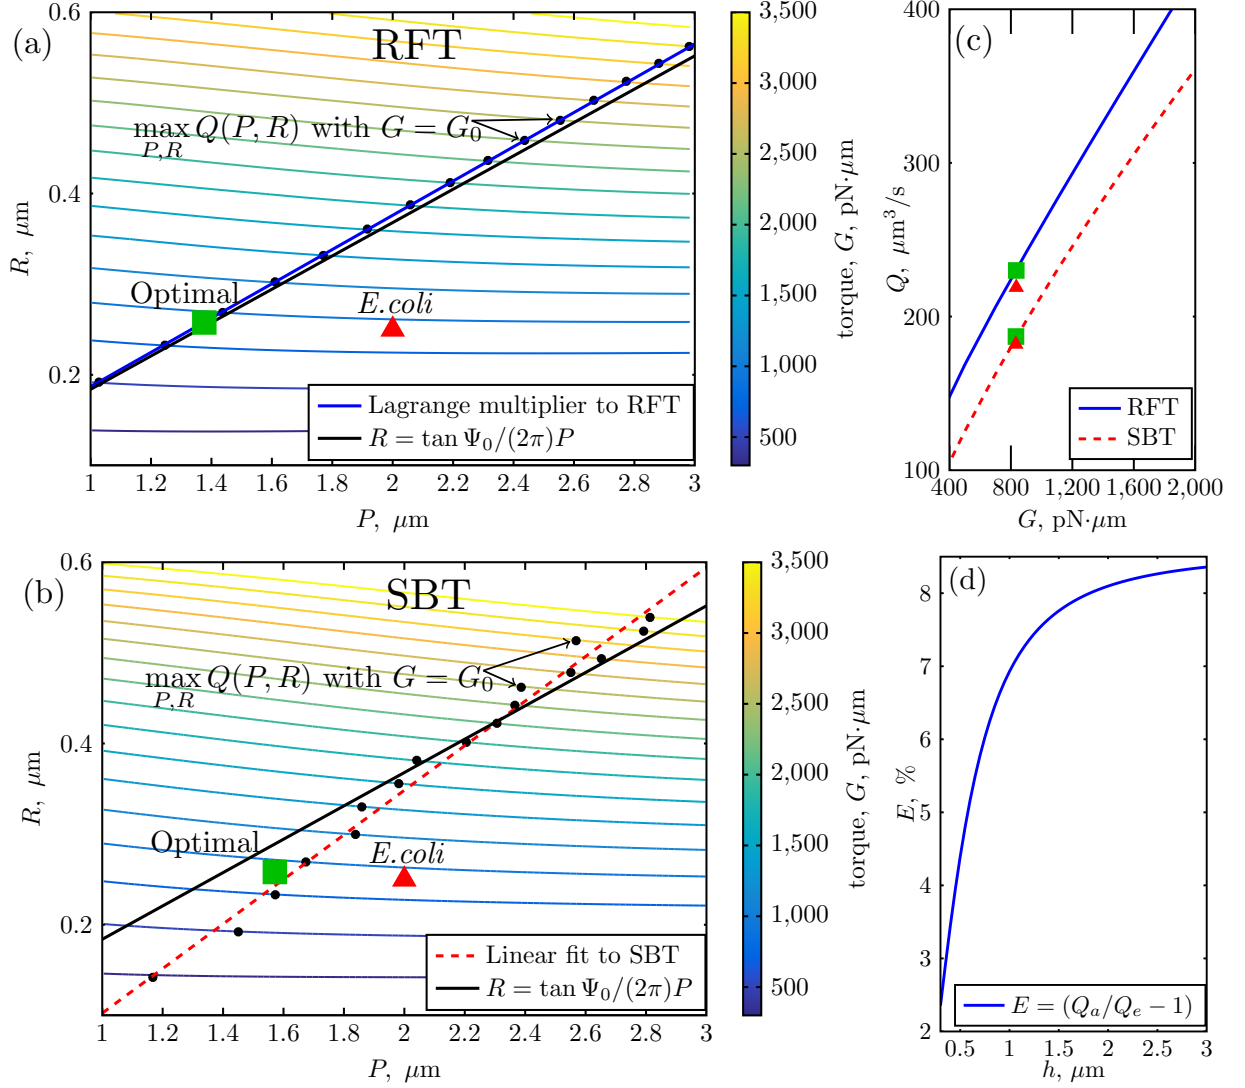 (a)
RFT
max Q(P, R) with G = G₀
P,R
Optimal
E.coli
Lagrange multiplier to RFT
R = tan Ψ₀/(2π)P
0.6
0.4
0.2
R, μm
1 1.2 1.4 1.6 1.8 2 2.2 2.4 2.6 2.8 3
P, μm
3,500
3,000
2,500
2,000
1,500
1,000
500
torque, G, pN·μm
(c)
400
300
200
100
Q, μm³/s
RFT
SBT
400 800 1,200 1,600 2,000
G, pN·μm
(b)
SBT
max Q(P, R) with G = G₀
P,R
Optimal
E.coli
Linear fit to SBT
R = tan Ψ₀/(2π)P
0.6
0.4
0.2
R, μm
1 1.2 1.4 1.6 1.8 2 2.2 2.4 2.6 2.8 3
P, μm
3,500
3,000
2,500
2,000
1,500
1,000
500
torque, G, pN·μm
(d)
8
7
6
5
4
3
2
E, %
E = (Qₐ/Qₑ − 1)
0.5 1 1.5 2 2.5 3
h, μm